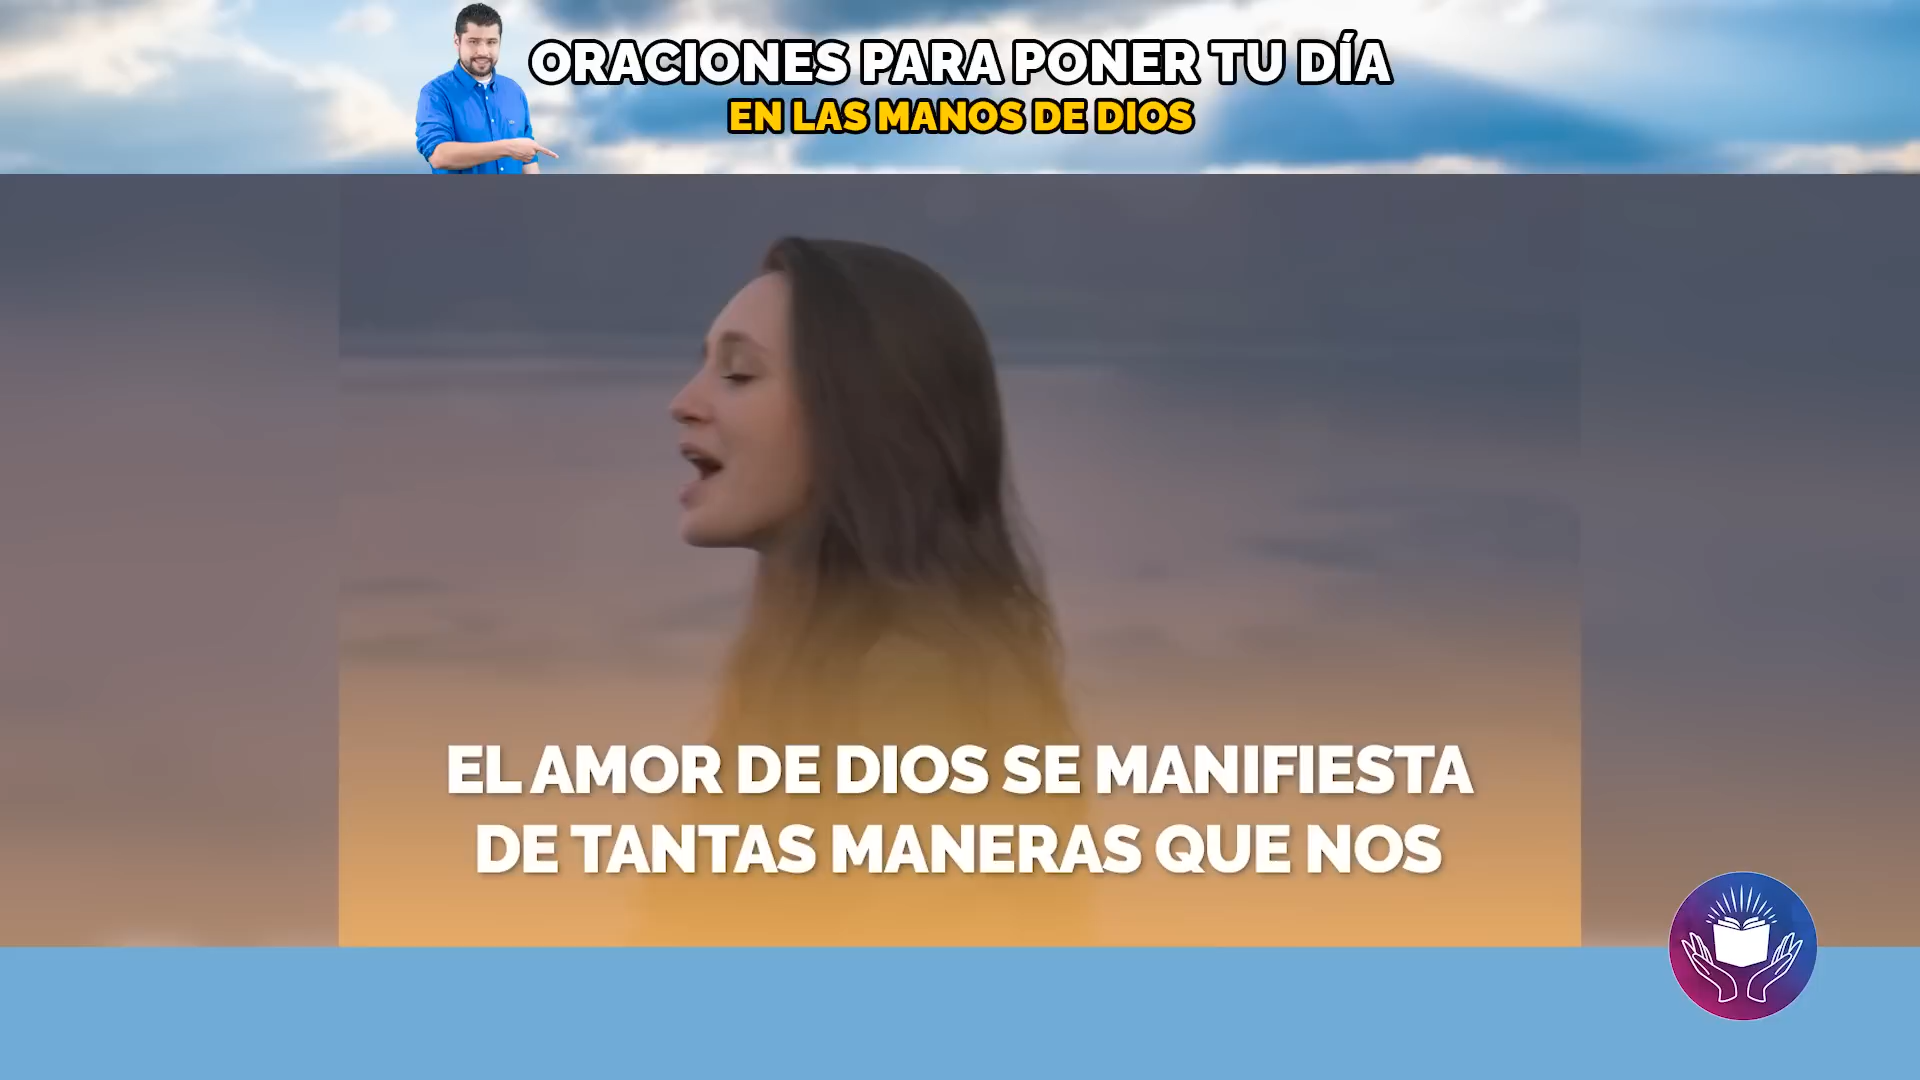 ORACIONES PARA PONER TU DÍA
EN LAS MANOS DE DIOS
EL AMOR DE DIOS SE MANIFIESTA
DE TANTAS MANERAS QUE NOS